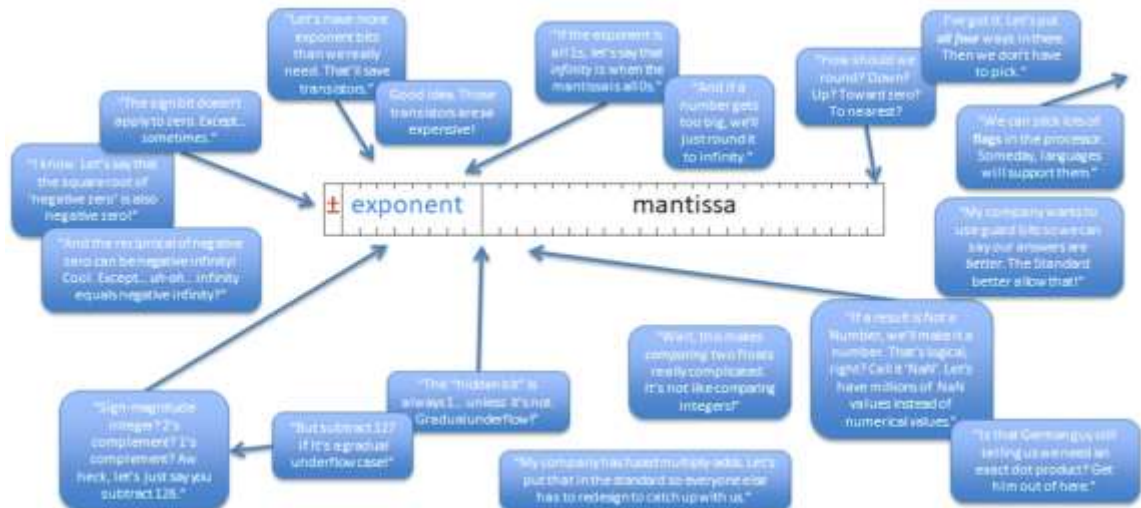 "Let's have more
exponent bits
than we really
need. That'll save
transistors."
Good idea. Those
transistors are so
expensive!
"If the exponent is
all 1s, let's say that
infinity is when the
mantissa is all 0s."
"And if a
number gets
too big, we'll
just round it
to infinity."
"How should we
round? Down?
Up? Toward zero?
To nearest?
I've got it. Let's put
all four ways in there.
Then we don't have
to pick."
"The sign bit doesn't
apply to zero. Except…
sometimes."
"I know. Let's say that
the square root of
'negative zero' is also
negative zero!"
"And the reciprocal of negative
zero can be negative infinity!
Cool. Except… uh-oh… infinity
equals negative infinity?"
± exponent mantissa
"We can stick lots of
flags in the processor.
Someday, languages
will support them."
"My company wants to
use guard bits so we can
say our answers are
better. The Standard
better allow that!"
"Sign-magnitude
integer? 2's
complement? 1's
complement? Aw
heck, let's just say you
subtract 128."
"But subtract 127
if it's a gradual
underflow case!"
"The "hidden bit" is
always 1… unless it's not.
Gradual underflow!"
"Wait, this makes
comparing two floats
really complicated.
It's not like comparing
integers!"
"If a result is Not a
Number, we'll make it a
number. That's logical,
right? Call it 'NaN'. Let's
have millions of NaN
values instead of
numerical values."
"My company has fused multiply-adds. Let's
put that in the standard so everyone else
has to redesign to catch up with us."
"Is that German guy still
telling us we need an
exact dot product? Get
him out of here."